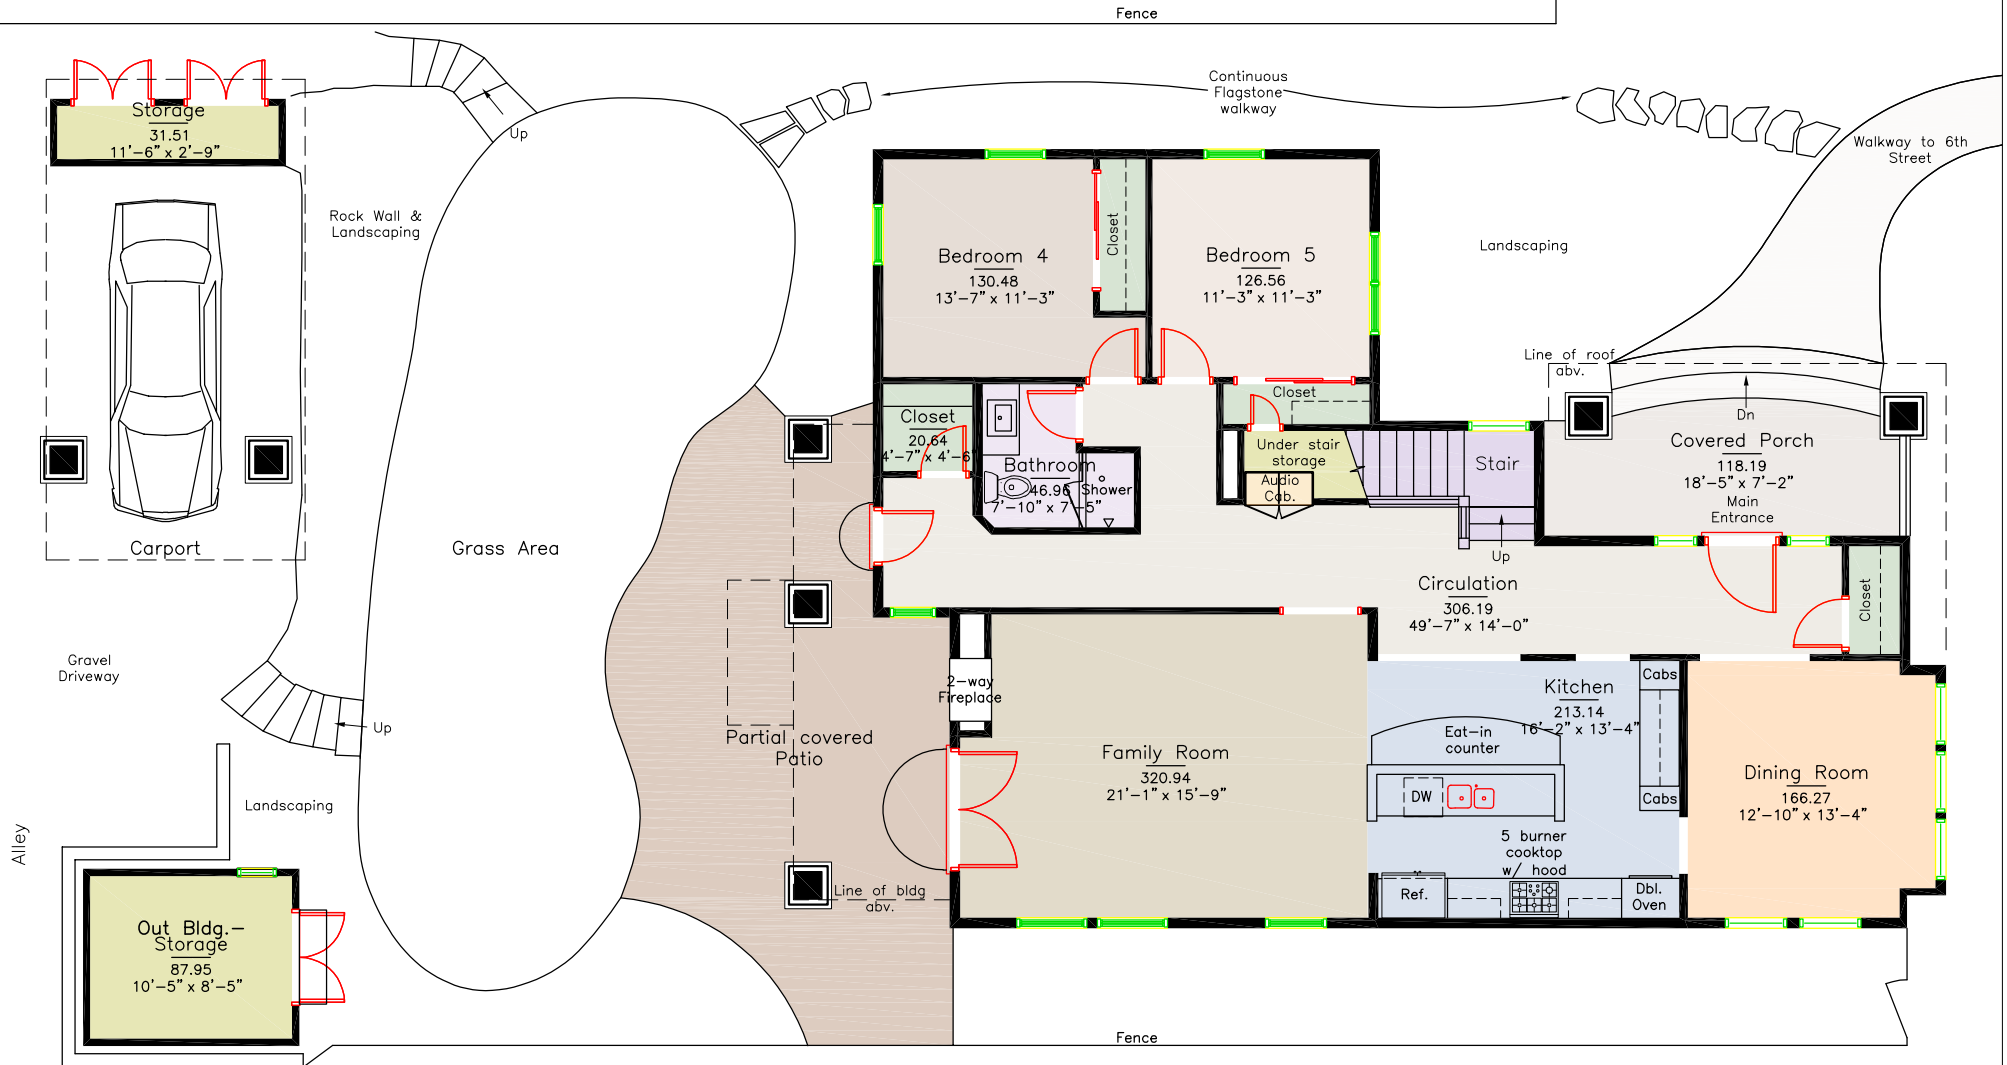 Fence
Storage
31.51
11'-6" x 2'-9"
Up
Continuous
Flagstone
walkway
Walkway to 6th
Street
Rock Wall &
Landscaping
Bedroom 4
130.48
13'-7" x 11'-3"
Closet
Bedroom 5
126.56
11'-3" x 11'-3"
Landscaping
Line of roof
abv.
Dn
Closet
Closet
20.64
4'-7" x 4'-6"
Bathroom
46.96
7'-10" x 7'-5"
Shower
Under stair
storage
Audio
Cab.
Stair
Up
Covered Porch
118.19
18'-5" x 7'-2"
Main
Entrance
Carport
Grass Area
Circulation
306.19
49'-7" x 14'-0"
Closet
Gravel
Driveway
Up
2-way
Fireplace
Partial covered
Patio
Family Room
320.94
21'-1" x 15'-9"
Kitchen
213.14
16'-2" x 13'-4"
Cabs
Eat-in
counter
DW
Cabs
Dining Room
166.27
12'-10" x 13'-4"
5 burner
cooktop
w/ hood
Ref.
Dbl.
Oven
Landscaping
Alley
Line of bldg
abv.
Out Bldg.-
Storage
87.95
10'-5" x 8'-5"
Fence